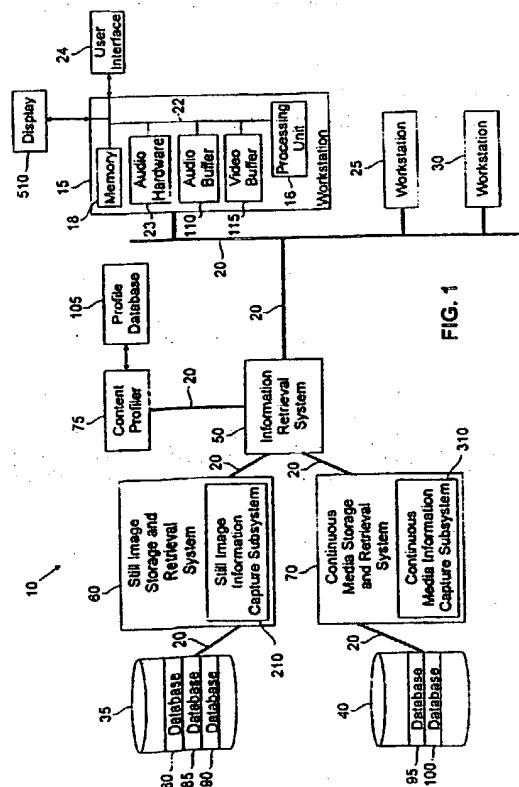 10
35
Database
Database
Database
80
85
90
20
60
Still Image
Storage and
Retrieval
System
Still Image
Information
Capture Subsystem
210
40
Database
Database
95
100
20
70
Continuous
Media Storage
and Retrieval
System
Continuous
Media Information
Capture Subsystem
310
20
20
50
Information
Retrieval
System
20
75
Content
Profiler
105
Profile
Database
20
20
510
Display
24
User
Interface
15
18
Memory
22
Audio
Hardware
23
Audio
Buffer
110
Video
Buffer
115
Processing
Unit
16
Workstation
25
Workstation
30
Workstation
FIG. 1